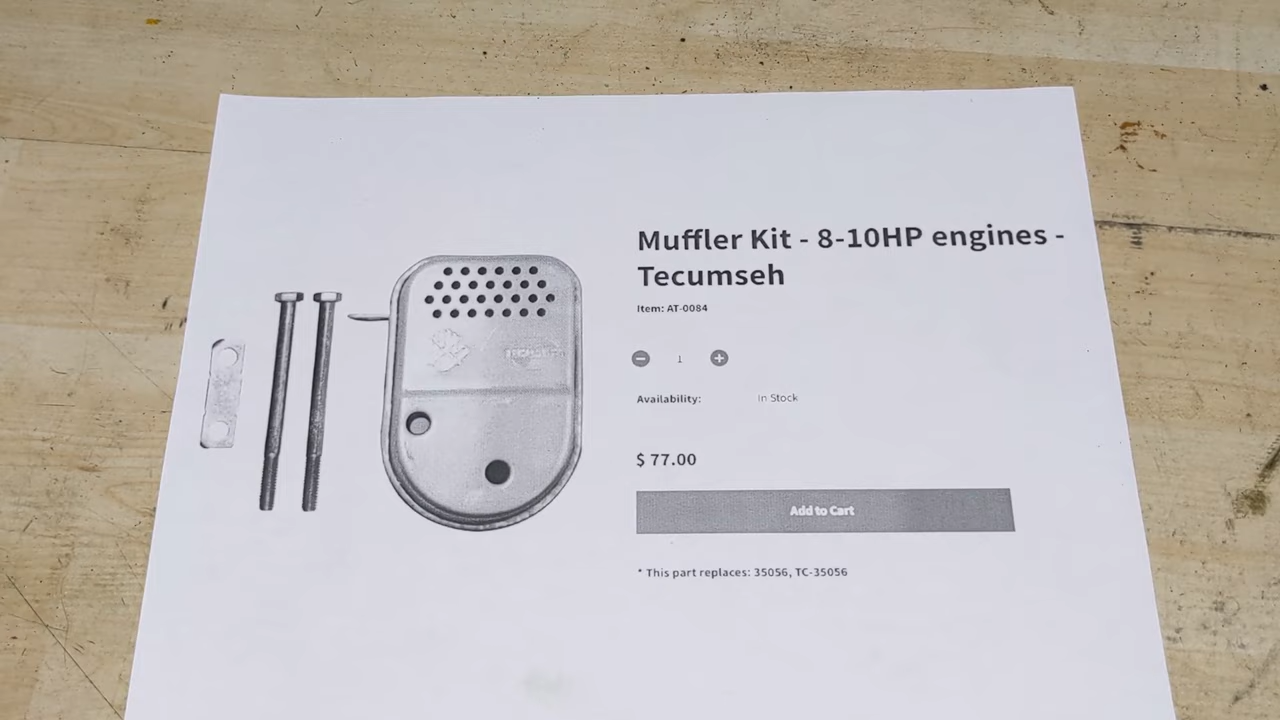 Muffler Kit - 8-10HP engines -
Tecumseh
Item: AT-0084
1
Availability: In Stock
$ 77.00
Add to Cart
* This part replaces: 35056, TC-35056